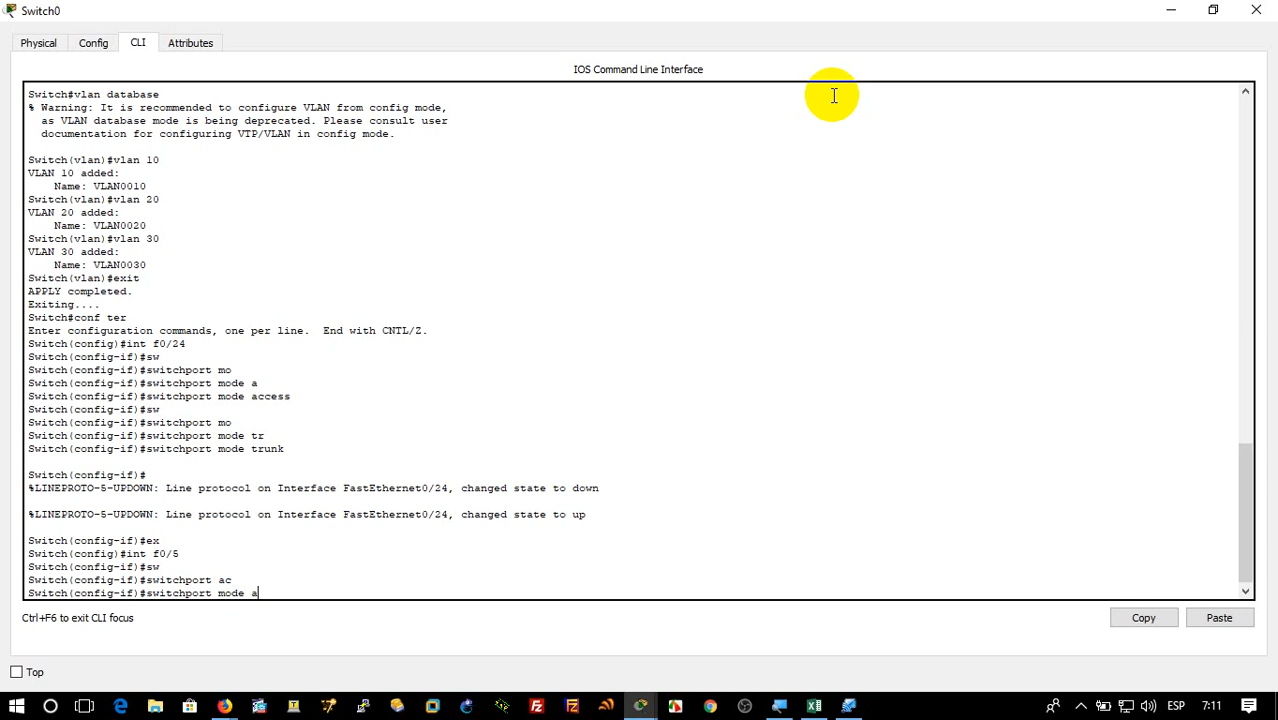 Switch0
Physical Config CLI Attributes
IOS Command Line Interface
Switch#vlan database
% Warning: It is recommended to configure VLAN from config mode,
as VLAN database mode is being deprecated. Please consult user
documentation for configuring VTP/VLAN in config mode.
Switch(vlan)#vlan 10
VLAN 10 added:
Name: VLAN0010
Switch(vlan)#vlan 20
VLAN 20 added:
Name: VLAN0020
Switch(vlan)#vlan 30
VLAN 30 added:
Name: VLAN0030
Switch(vlan)#exit
APPLY completed.
Exiting....
Switch#conf ter
Enter configuration commands, one per line.  End with CNTL/Z.
Switch(config)#int f0/24
Switch(config-if)#sw
Switch(config-if)#switchport mo
Switch(config-if)#switchport mode a
Switch(config-if)#switchport mode access
Switch(config-if)#sw
Switch(config-if)#switchport mo
Switch(config-if)#switchport mode tr
Switch(config-if)#switchport mode trunk
Switch(config-if)#
%LINEPROTO-5-UPDOWN: Line protocol on Interface FastEthernet0/24, changed state to down
%LINEPROTO-5-UPDOWN: Line protocol on Interface FastEthernet0/24, changed state to up
Switch(config-if)#ex
Switch(config)#int f0/5
Switch(config-if)#sw
Switch(config-if)#switchport ac
Switch(config-if)#switchport mode a
Ctrl+F6 to exit CLI focus
Copy Paste
Top
ESP 7:11